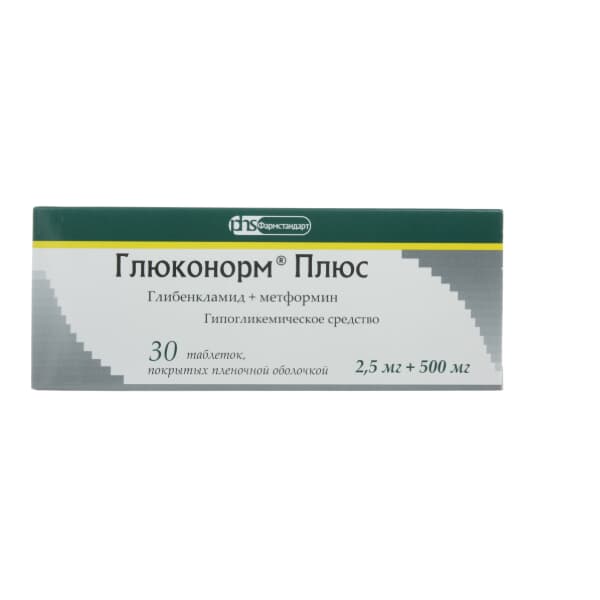 phs Фармстандарт
Глюконорм® Плюс
Глибенкламид + метформин
Гипогликемическое средство
30 таблеток,
покрытых пленочной оболочкой
2,5 мг + 500 мг